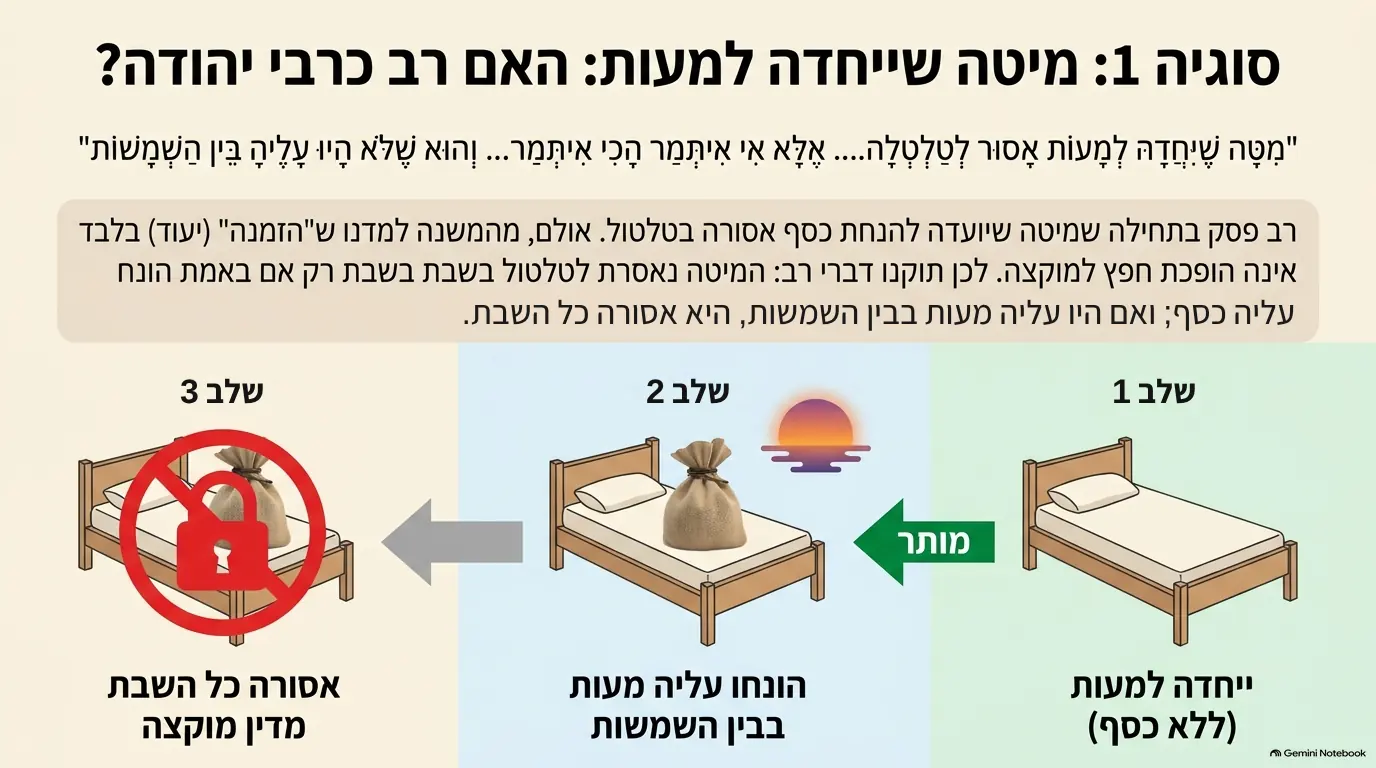 סוגיה 1: מיטה שייחדה למעות: האם רב כרבי יהודה?
"מִטָּה שֶׁיִּחֲדָהּ לְמָעוֹת אָסוּר לְטַלְטְלָהּ.... אֶלָּא אִי אִיתְּמַר הָכִי אִיתְּמַר... וְהוּא שֶׁלֹּא הָיוּ עָלֶיהָ בֵּין הַשְּׁמָשׁוֹת"
רב פסק בתחילה שמיטה שיועדה להנחת כסף אסורה בטלטול. אולם, מהמשנה למדנו ש"הזמנה" (יעוד) בלבד
אינה הופכת חפץ למוקצה. לכן תוקנו דברי רב: המיטה נאסרת לטלטול בשבת בשבת רק אם באמת הונח
עליה כסף; ואם היו עליה מעות בבין השמשות, היא אסורה כל השבת.
שלב 1
מותר
ייחדה למעות
(ללא כסף)
שלב 2
הונחו עליה מעות
בבין השמשות
שלב 3
אסורה כל השבת
מדין מוקצה
Gemini Notebook